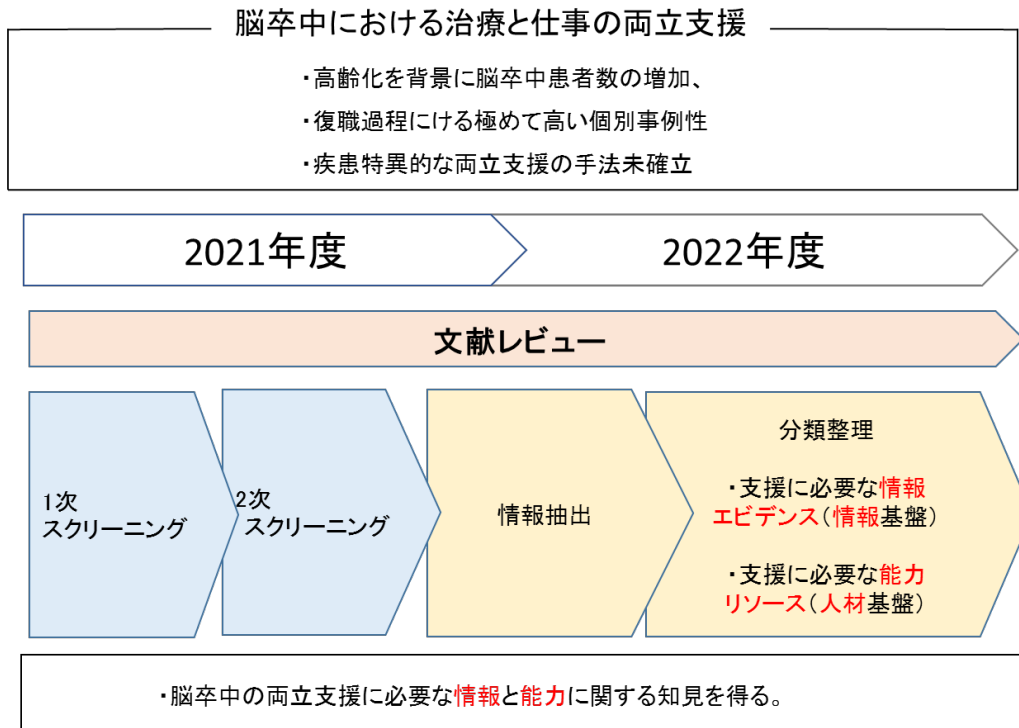 脳卒中における治療と仕事の両立支援
・高齢化を背景に脳卒中患者数の増加、
・復職過程にける極めて高い個別事例性
・疾患特異的な両立支援の手法未確立
2021年度
2022年度
文献レビュー
1次
スクリーニング
2次
スクリーニング
情報抽出
分類整理
・支援に必要な情報
エビデンス(情報基盤)
・支援に必要な能力
リソース(人材基盤)
・脳卒中の両立支援に必要な情報と能力に関する知見を得る。